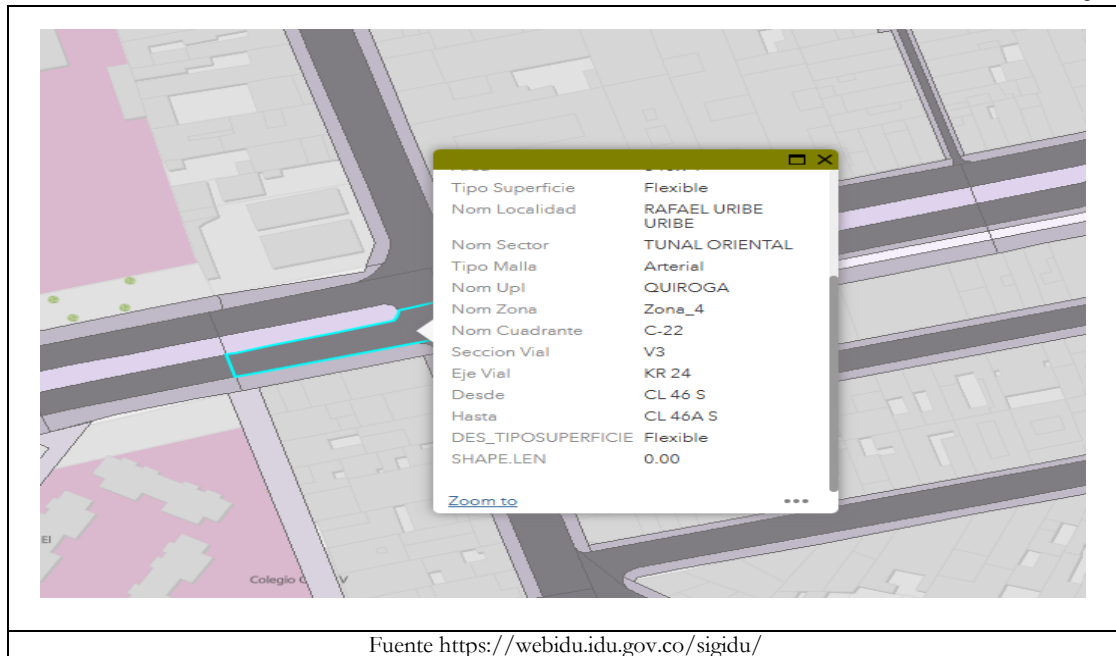 Tipo Superficie Flexible
Nom Localidad RAFAEL URIBE
URIBE
Nom Sector TUNAL ORIENTAL
Tipo Malla Arterial
Nom Upl QUIROGA
Nom Zona Zona_4
Nom Cuadrante C-22
Seccion Vial V3
Eje Vial KR 24
Desde CL 46 S
Hasta CL 46A S
DES_TIPOSUPERFICIE Flexible
SHAPE.LEN 0.00
Zoom to
EI
Colegio
V
Fuente https://webidu.idu.gov.co/sigidu/